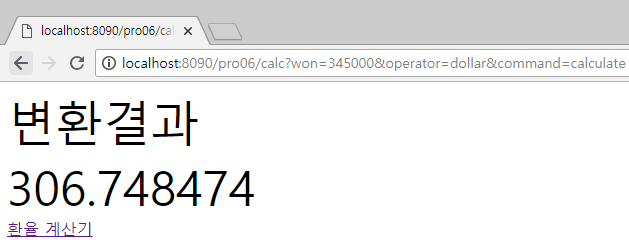 localhost:8090/pro06/cal
localhost:8090/pro06/calc?won=345000&operator=dollar&command=calculate
변환결과
306.748474
환율 계산기